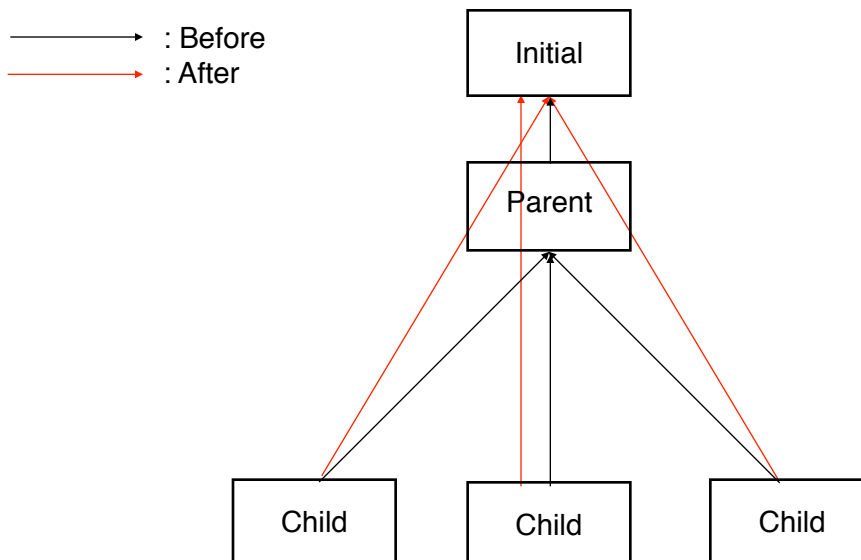 : Before
: After
Initial
Parent
Child
Child
Child